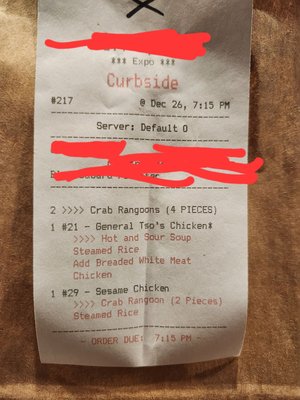 *** Expo ***
Curbside
#217 @ Dec 26, 7:15 PM
Server: Default O
2 >>>> Crab Rangoons (4 PIECES)
1 #21 - General Tso's Chicken*
>>>> Hot and Sour Soup
Steamed Rice
Add Breaded White Meat
Chicken
1 #29 - Sesame Chicken
>>>> Crab Rangoon (2 Pieces)
Steamed Rice
- ORDER DUE: 7:15 PM -